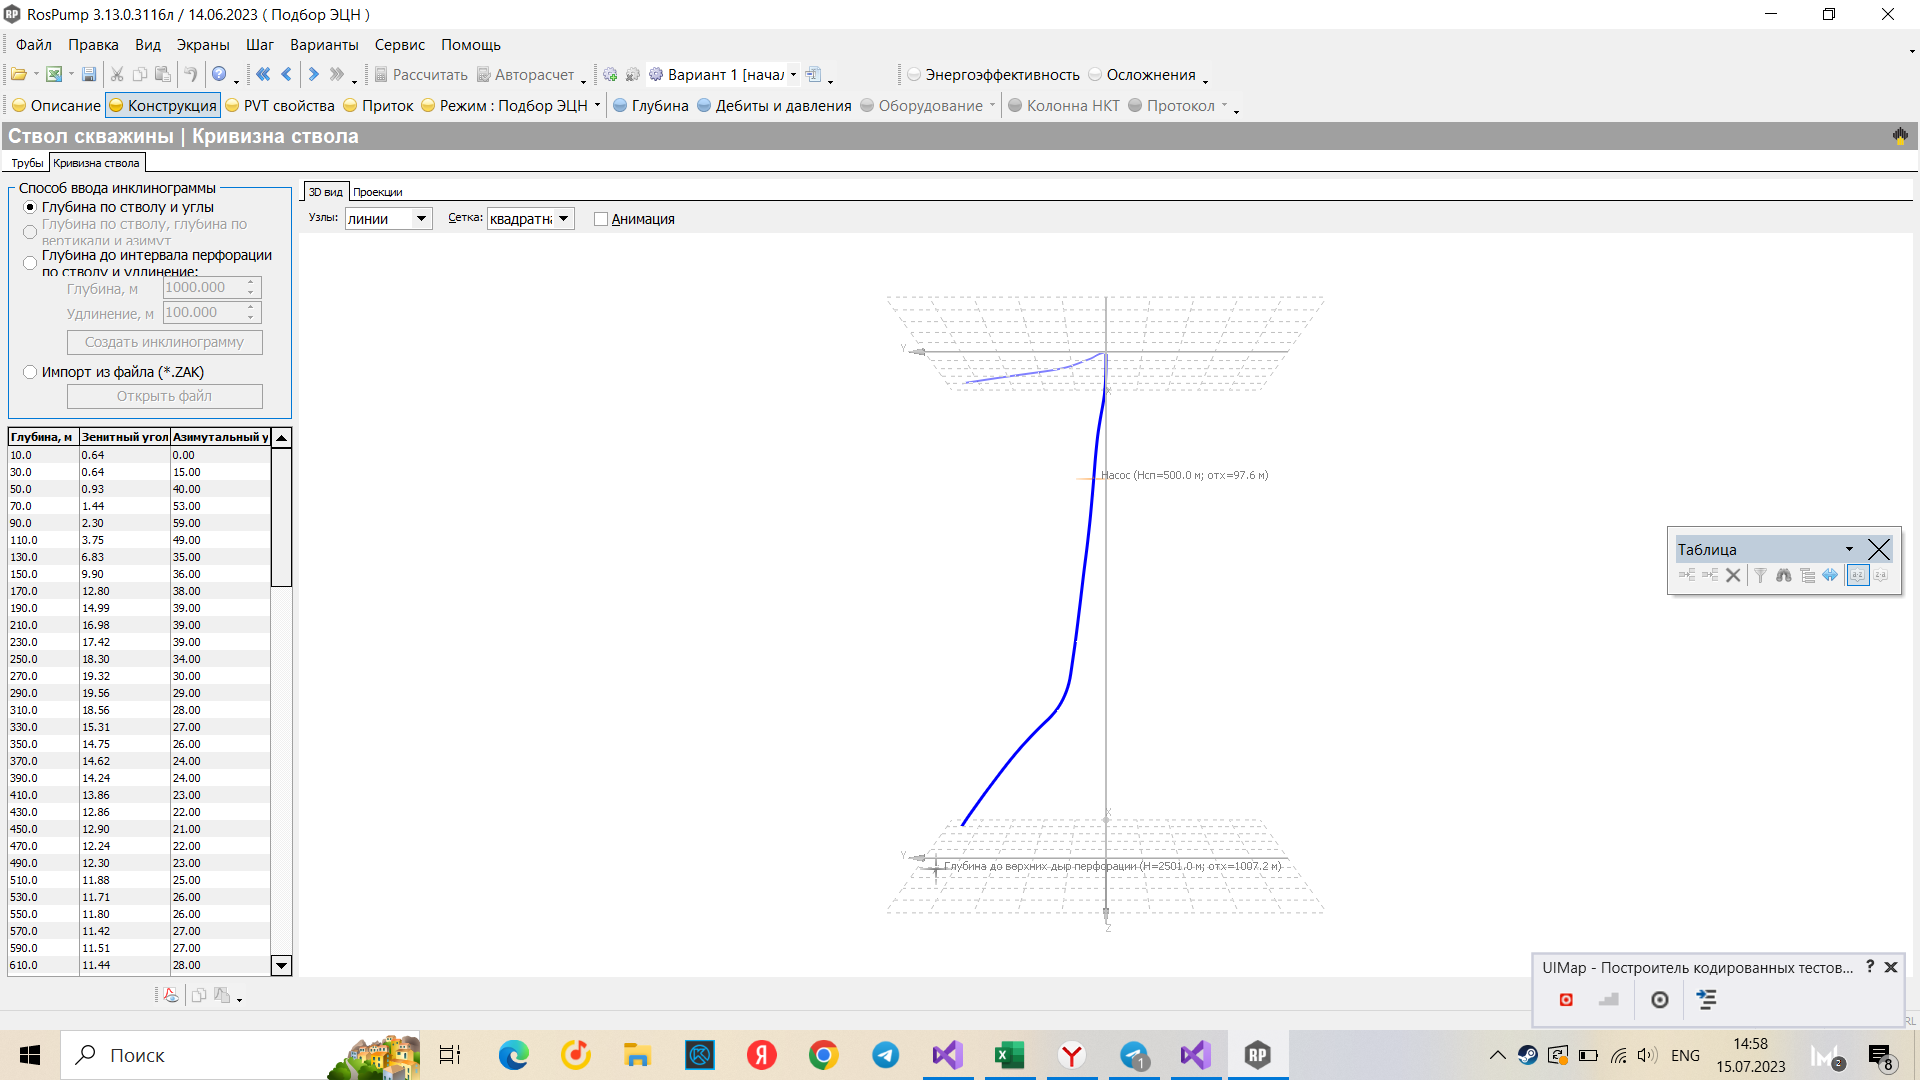 RosPump 3.13.0.3116л / 14.06.2023 ( Подбор ЭЦН )
Файл Правка Вид Экраны Шаг Варианты Сервис Помощь
Рассчитать Авторасчет Вариант 1 [начал Энергоэффективность Осложнения
Описание Конструкция PVT свойства Приток Режим : Подбор ЭЦН Глубина Дебиты и давления Оборудование Колонна НКТ Протокол
Ствол скважины | Кривизна ствола
Трубы Кривизна ствола
Способ ввода инклинограммы
Глубина по стволу и углы
Глубина по стволу, глубина по
вертикали и азимут
Глубина до интервала перфорации
по стволу и удлинение:
Глубина, м 1000.000
Удлинение, м 100.000
Создать инклинограмму
Импорт из файла (*.ZAK)
Открыть файл
3D вид Проекции
Узлы: линии Сетка: квадратна Анимация
Глубина, м Зенитный угол Азимутальный у
10.0 0.64 0.00
30.0 0.64 15.00
50.0 0.93 40.00
70.0 1.44 53.00
90.0 2.30 59.00
110.0 3.75 49.00
130.0 6.83 35.00
150.0 9.90 36.00
170.0 12.80 38.00
190.0 14.99 39.00
210.0 16.98 39.00
230.0 17.42 39.00
250.0 18.30 34.00
270.0 19.32 30.00
290.0 19.56 29.00
310.0 18.56 28.00
330.0 15.31 27.00
350.0 14.75 26.00
370.0 14.62 24.00
390.0 14.24 24.00
410.0 13.86 23.00
430.0 12.86 22.00
450.0 12.90 21.00
470.0 12.24 22.00
490.0 12.30 23.00
510.0 11.88 25.00
530.0 11.71 26.00
550.0 11.80 26.00
570.0 11.42 27.00
590.0 11.51 27.00
610.0 11.44 28.00
Y
X
Насос (Нсп=500.0 м; отх=97.6 м)
X
Y
Глубина до верхних дыр перфорации (Н=2501.0 м; отх=1007.2 м)
Z
Таблица
UIMap - Построитель кодированных тестов... ?
RL
Поиск
RP
1
ENG
14:58
15.07.2023
2
8